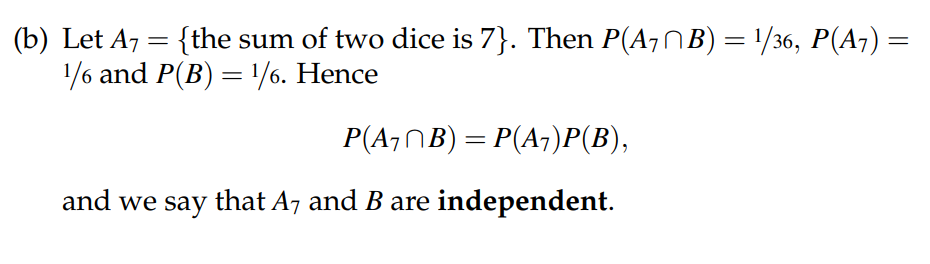 (b) Let A₇ = {the sum of two dice is 7}. Then P(A₇ ∩ B) = 1/36, P(A₇) =
1/6 and P(B) = 1/6. Hence
P(A₇ ∩ B) = P(A₇)P(B),
and we say that A₇ and B are independent.